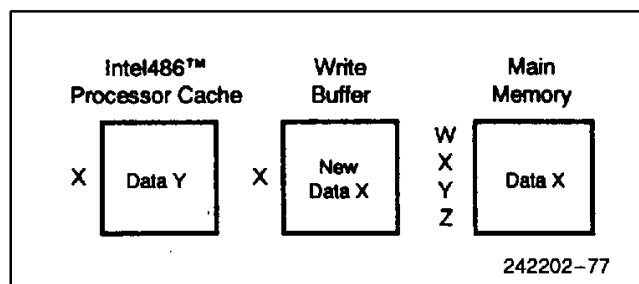 Intel486™
Processor Cache
Write
Buffer
Main
Memory
X
Data Y
X
New
Data X
W
X
Y
Z
Data X
242202–77